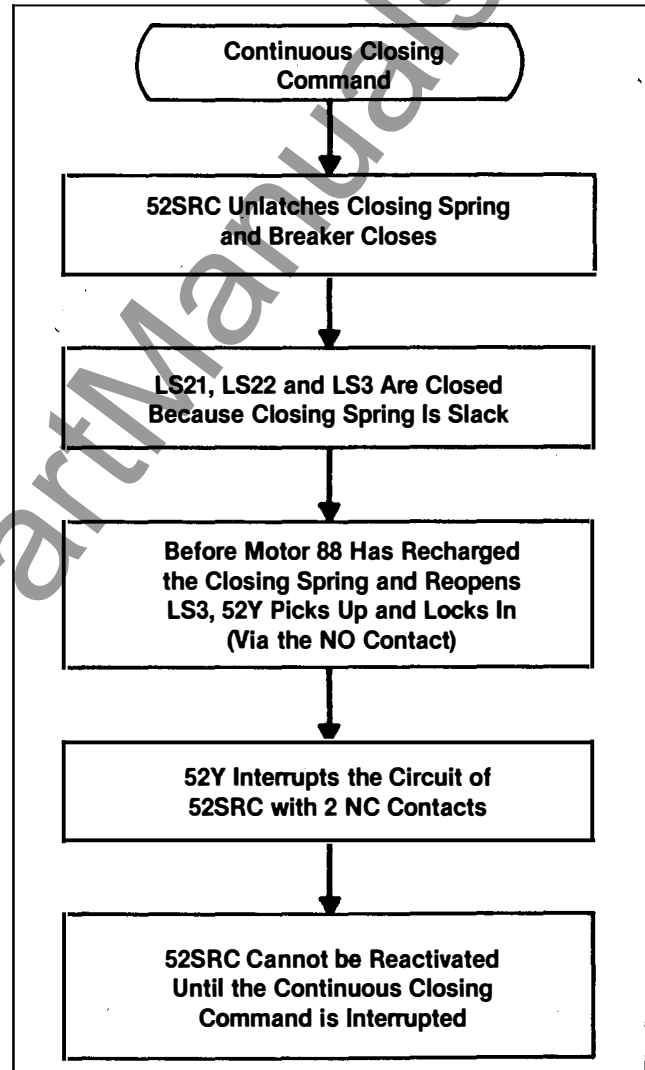 Continuous Closing
Command
52SRC Unlatches Closing Spring
and Breaker Closes
LS21, LS22 and LS3 Are Closed
Because Closing Spring Is Slack
Before Motor 88 Has Recharged
the Closing Spring and Reopens
LS3, 52Y Picks Up and Locks In
(Via the NO Contact)
52Y Interrupts the Circuit of
52SRC with 2 NC Contacts
52SRC Cannot be Reactivated
Until the Continuous Closing
Command is Interrupted
artManuals